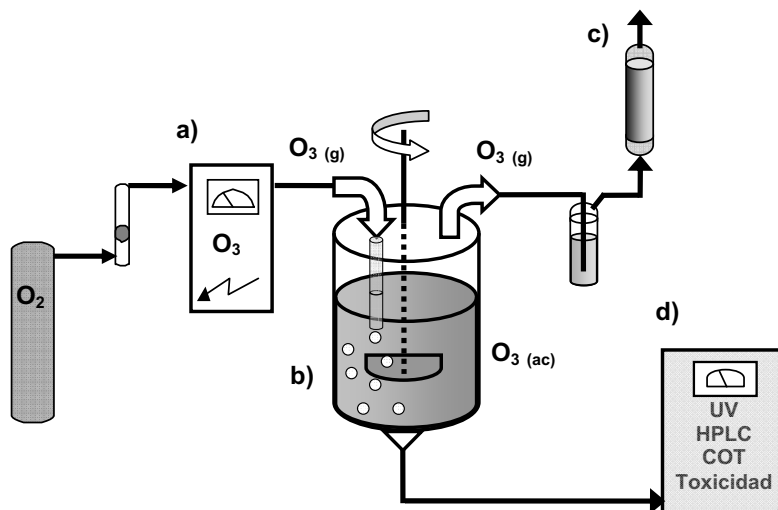 c)
a)
O3 (g)
O3 (g)
O3
O2
d)
b)
O3 (ac)
UV
HPLC
COT
Toxicidad